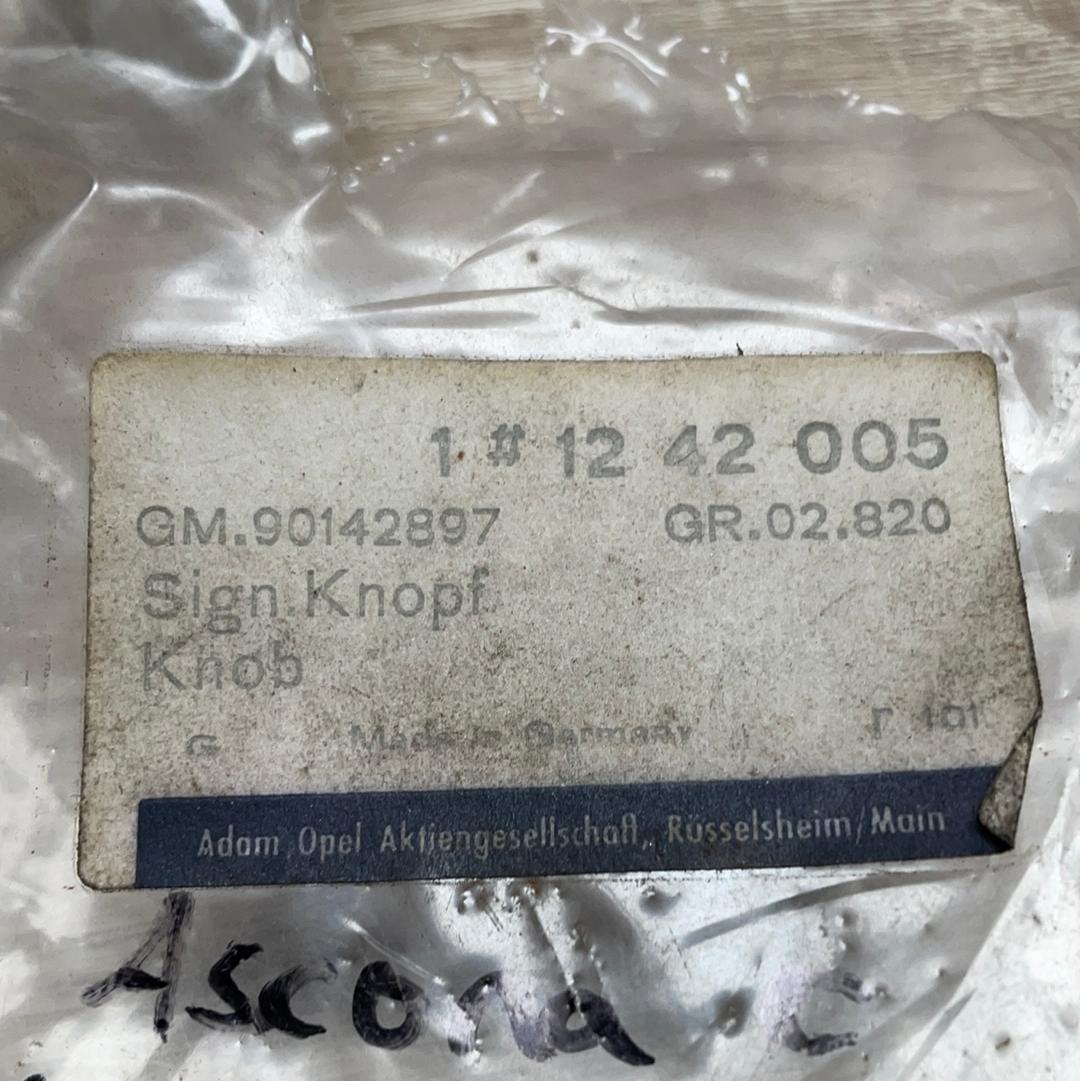 1 # 12 42 005
GM.90142897 GR.02.820
Sign.Knopf
Knob
G Made in Germany 101
Adam Opel Aktiengesellschaft, Rüsselsheim/Main
Ascona C